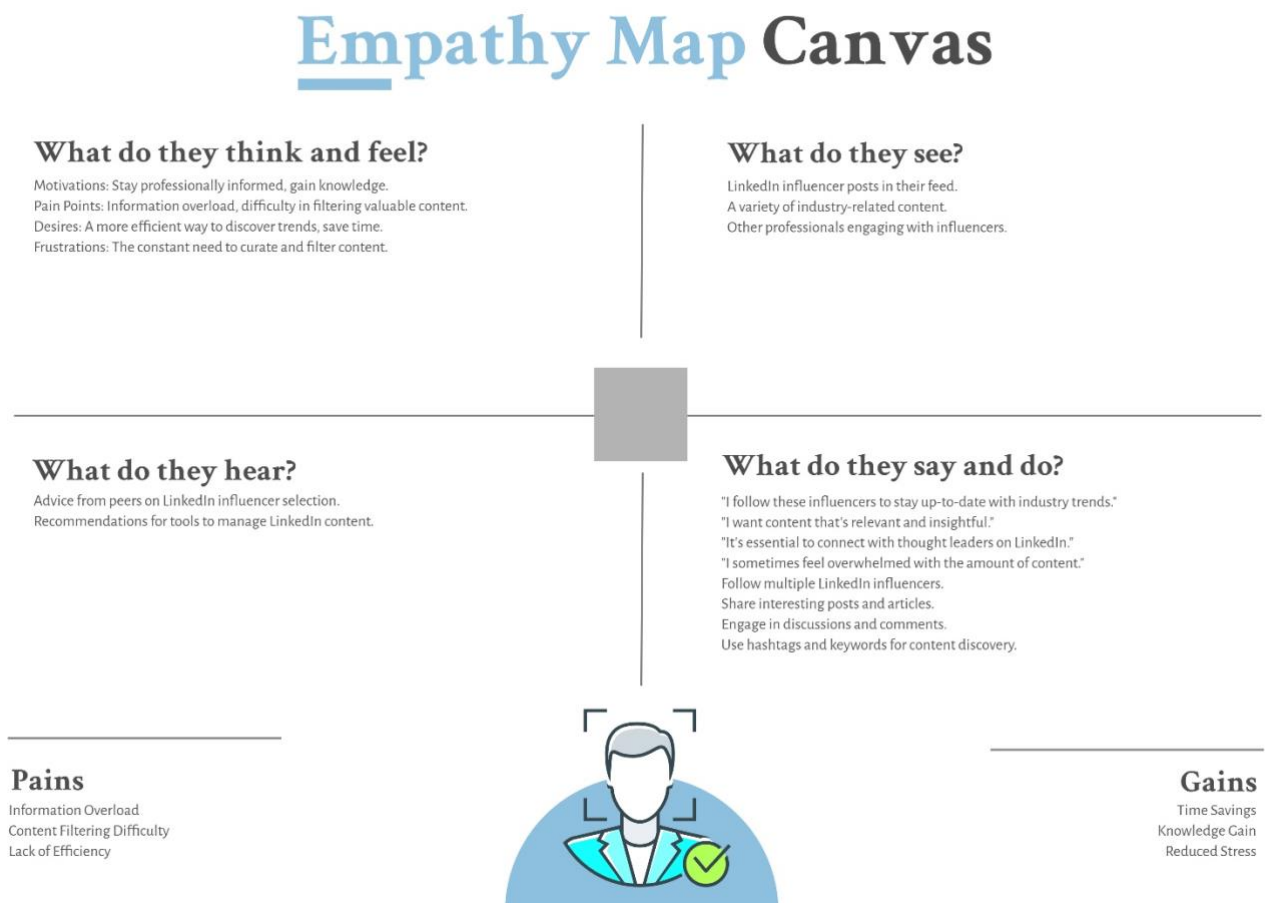 Empathy Map Canvas
What do they think and feel?
Motivations: Stay professionally informed, gain knowledge.
Pain Points: Information overload, difficulty in filtering valuable content.
Desires: A more efficient way to discover trends, save time.
Frustrations: The constant need to curate and filter content.
What do they see?
LinkedIn influencer posts in their feed.
A variety of industry-related content.
Other professionals engaging with influencers.
What do they hear?
Advice from peers on LinkedIn influencer selection.
Recommendations for tools to manage LinkedIn content.
What do they say and do?
"I follow these influencers to stay up-to-date with industry trends."
"I want content that's relevant and insightful."
"It's essential to connect with thought leaders on LinkedIn."
"I sometimes feel overwhelmed with the amount of content."
Follow multiple LinkedIn influencers.
Share interesting posts and articles.
Engage in discussions and comments.
Use hashtags and keywords for content discovery.
Pains
Information Overload
Content Filtering Difficulty
Lack of Efficiency
Gains
Time Savings
Knowledge Gain
Reduced Stress